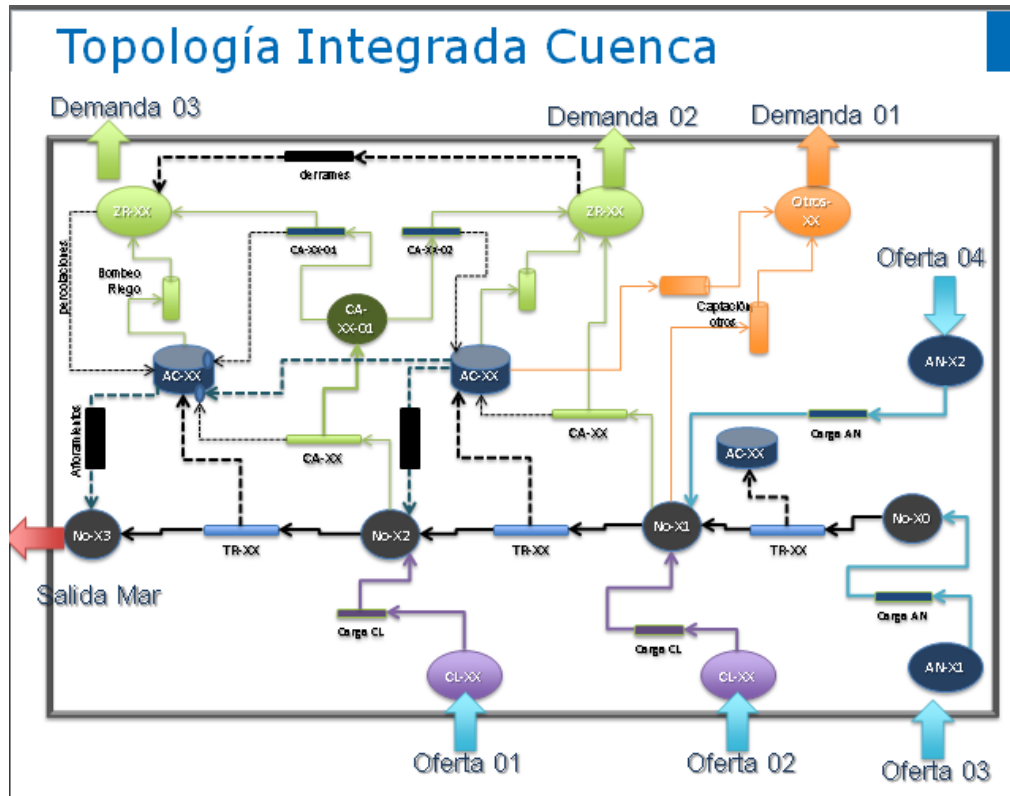 Topología Integrada Cuenca
Demanda 03
Demanda 02
Demanda 01
derrames
ZR-XX
ZR-XX
Otros-
XX
percolaciones
CA-XX-01
CA-XX-02
Bombeo
Riego
Oferta 04
CA-
XX-01
Captación
otros
AC-XX
AC-XX
AN-X2
Carga AN
CA-XX
CA-XX
AC-XX
Afloramientos
No-X3
No-X2
No-X1
No-X0
TR-XX
TR-XX
TR-XX
Salida Mar
Carga CL
Carga CL
Carga AN
CL-XX
CL-XX
AN-X1
Oferta 01
Oferta 02
Oferta 03